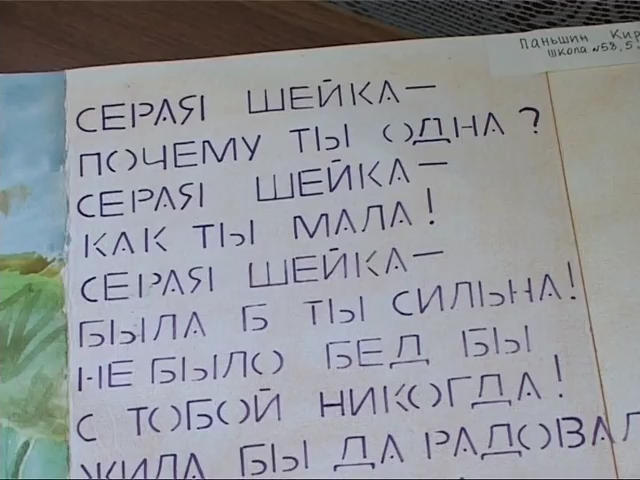 Паньшин Кир
школа №58, 5
СЕРАЯ ШЕЙКА—
ПОЧЕМУ ТЫ ОДНА?
СЕРАЯ ШЕЙКА—
КАК ТЫ МАЛА!
СЕРАЯ ШЕЙКА—
БЫЛА Б ТЫ СИЛЬНА!
НЕ БЫЛО БЕД БЫ
С ТОБОЙ НИКОГДА!
ЖИЛА БЫ ДА РАДОВАЛ